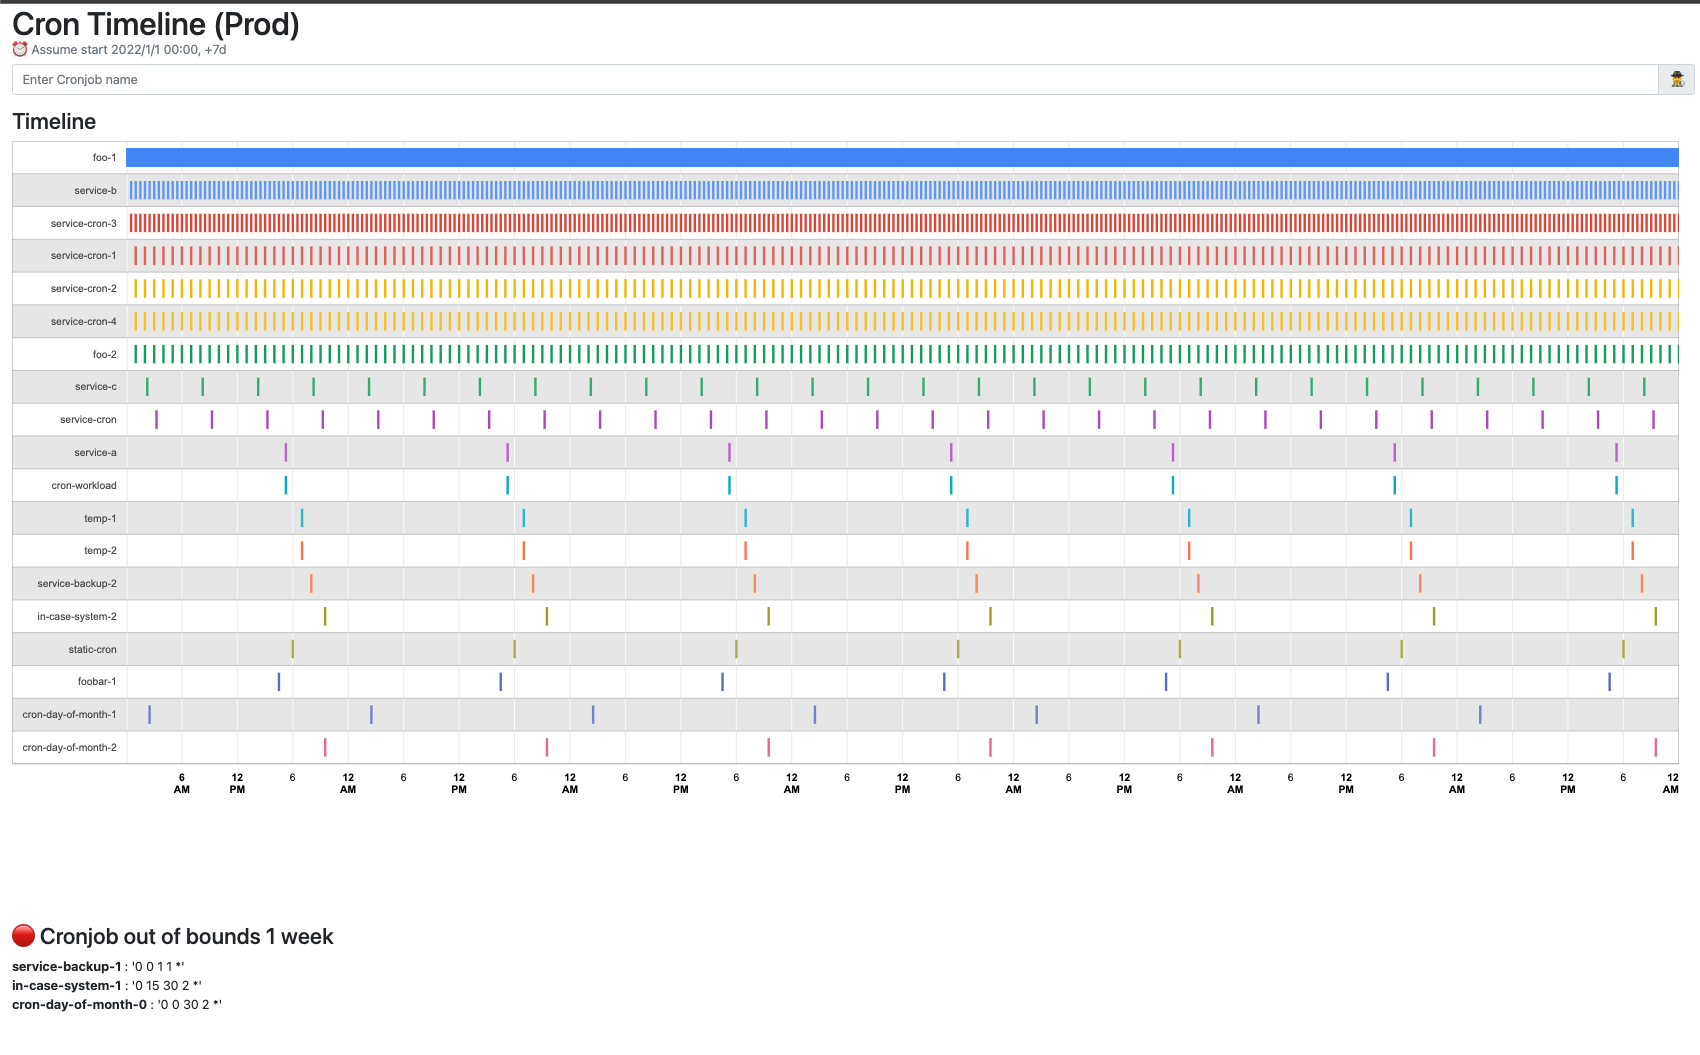 Cron Timeline (Prod)
⏰ Assume start 2022/1/1 00:00, +7d
Enter Cronjob name
Timeline
foo-1
service-b
service-cron-3
service-cron-1
service-cron-2
service-cron-4
foo-2
service-c
service-cron
service-a
cron-workload
temp-1
temp-2
service-backup-2
in-case-system-2
static-cron
foobar-1
cron-day-of-month-1
cron-day-of-month-2
6 12 6 12 6 12 6 12 6 12 6 12 6 12 6 12 6 12 6 12 6 12 6 12 6 12 6 12
AM PM AM PM AM PM AM PM AM PM AM PM AM PM AM
🔴 Cronjob out of bounds 1 week
service-backup-1 : '0 0 1 1 *'
in-case-system-1 : '0 15 30 2 *'
cron-day-of-month-0 : '0 0 30 2 *'